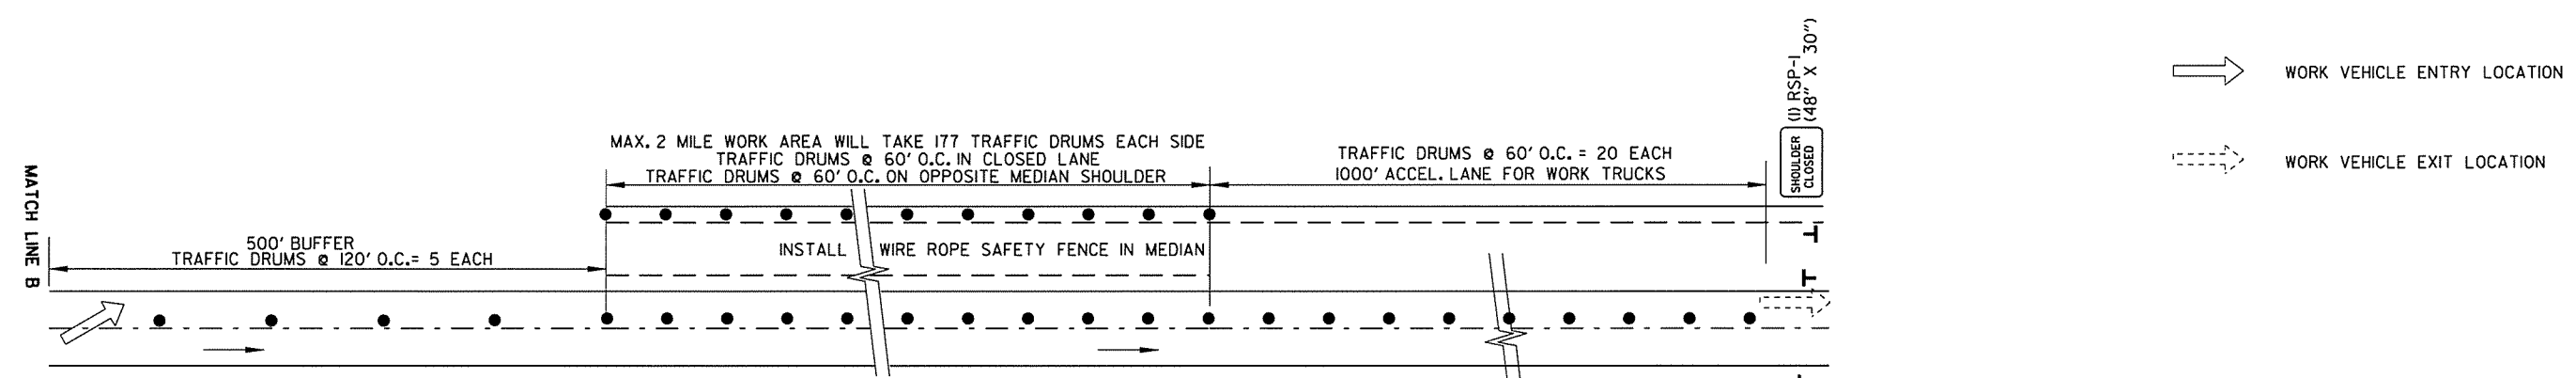 MATCH LINE B
500' BUFFER
TRAFFIC DRUMS @ 120' O.C.= 5 EACH
MAX. 2 MILE WORK AREA WILL TAKE 177 TRAFFIC DRUMS EACH SIDE
TRAFFIC DRUMS @ 60' O.C. IN CLOSED LANE
TRAFFIC DRUMS @ 60' O.C. ON OPPOSITE MEDIAN SHOULDER
INSTALL WIRE ROPE SAFETY FENCE IN MEDIAN
TRAFFIC DRUMS @ 60' O.C. = 20 EACH
1000' ACCEL. LANE FOR WORK TRUCKS
SHOULDER
CLOSED
(1) RSP-1
(48" X 30")
WORK VEHICLE ENTRY LOCATION
WORK VEHICLE EXIT LOCATION